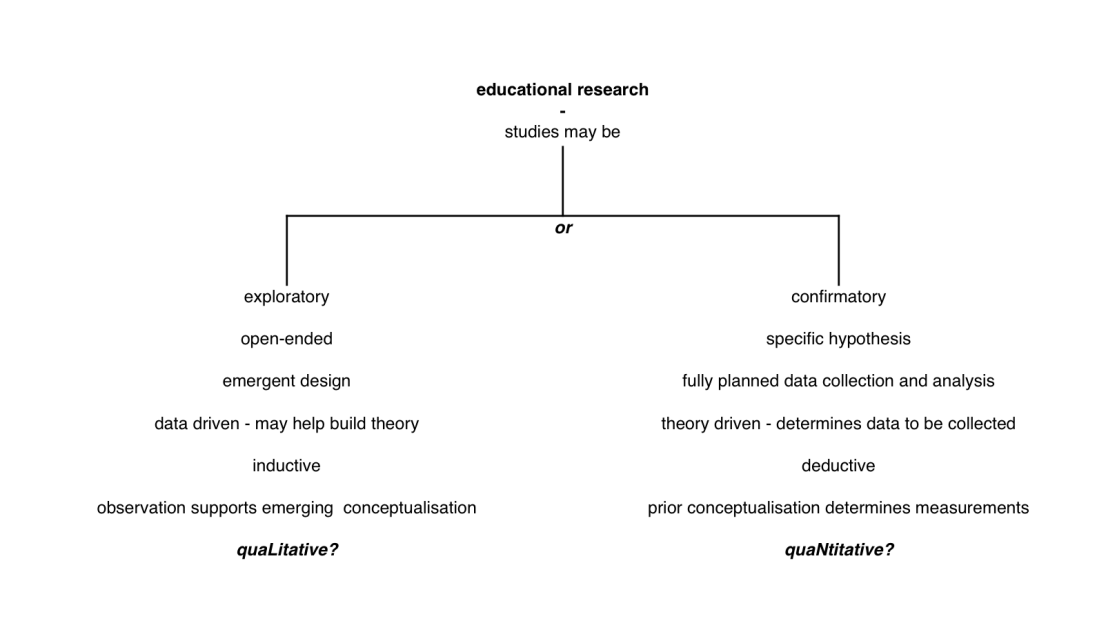 educational research
-
studies may be
or
exploratory
open-ended
emergent design
data driven - may help build theory
inductive
observation supports emerging  conceptualisation
quaLitative?
confirmatory
specific hypothesis
fully planned data collection and analysis
theory driven - determines data to be collected
deductive
prior conceptualisation determines measurements
quaNtitative?